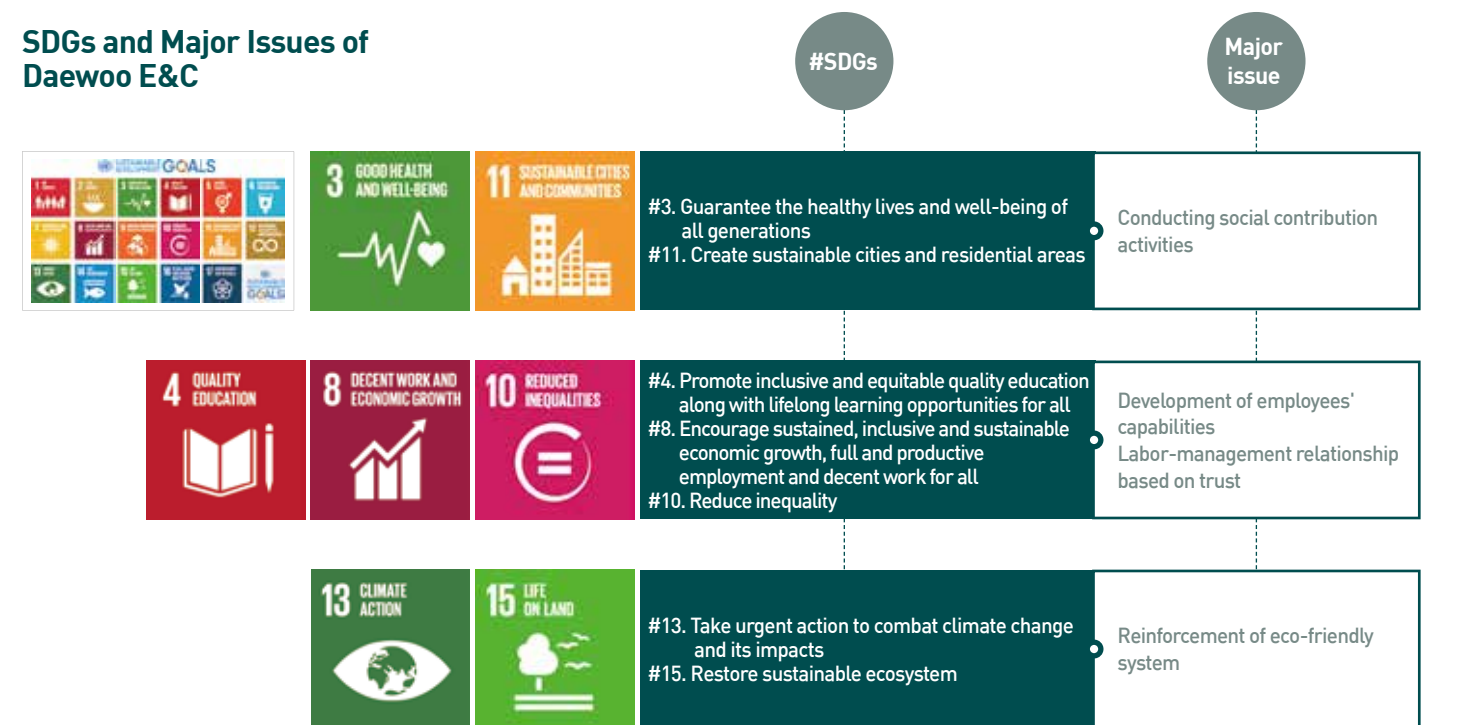 SDGs and Major Issues of
Daewoo E&C
#SDGs
Major
issue
GOALS
3 GOOD HEALTH
AND WELL-BEING
11 SUSTAINABLE CITIES
AND COMMUNITIES
#3. Guarantee the healthy lives and well-being of
all generations
#11. Create sustainable cities and residential areas
Conducting social contribution
activities
4 QUALITY
EDUCATION
8 DECENT WORK AND
ECONOMIC GROWTH
10 REDUCED
INEQUALITIES
#4. Promote inclusive and equitable quality education
along with lifelong learning opportunities for all
#8. Encourage sustained, inclusive and sustainable
economic growth, full and productive
employment and decent work for all
#10. Reduce inequality
Development of employees'
capabilities
Labor-management relationship
based on trust
13 CLIMATE
ACTION
15 LIFE
ON LAND
#13. Take urgent action to combat climate change
and its impacts
#15. Restore sustainable ecosystem
Reinforcement of eco-friendly
system